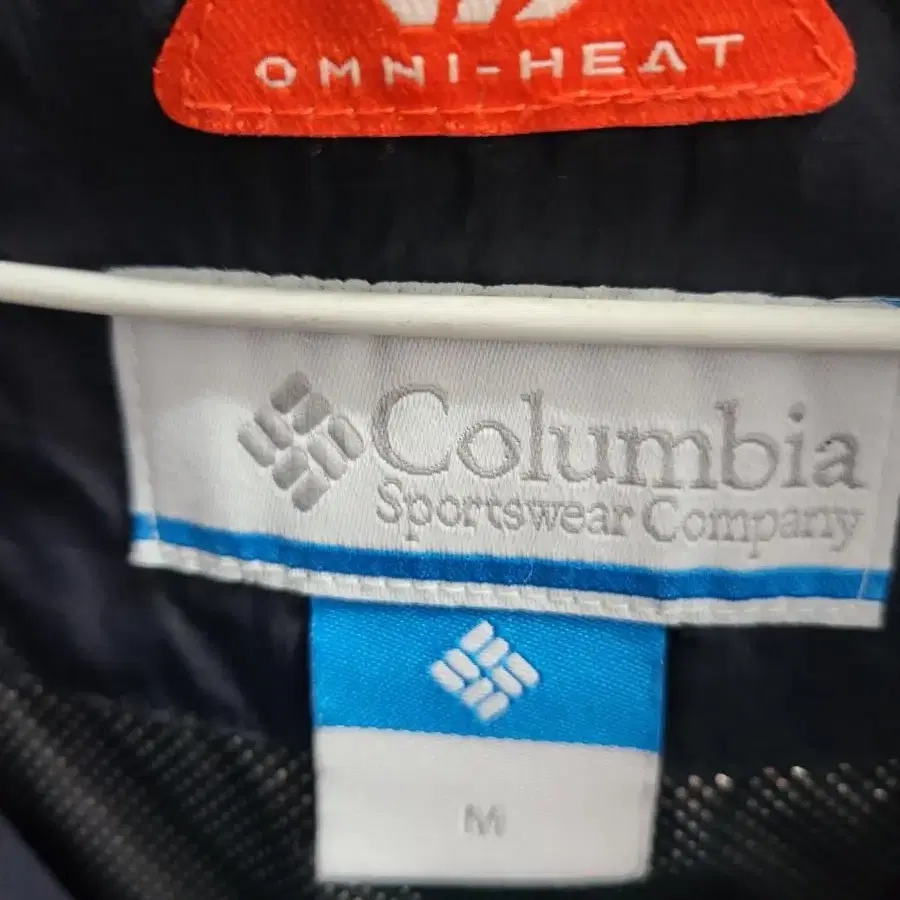 OMNI-HEAT
Columbia
Sportswear Company
M